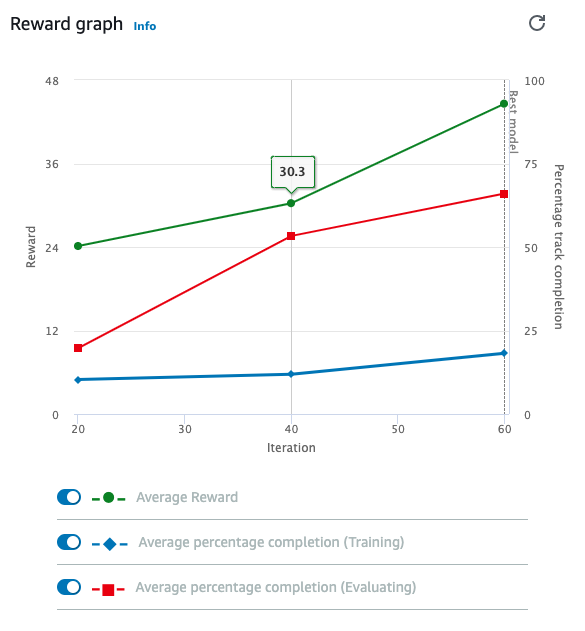 Reward graph Info
48
36
24
12
0
Reward
30.3
Best model
100
75
50
25
0
Percentage track completion
20 30 40 50 60
Iteration
Average Reward
Average percentage completion (Training)
Average percentage completion (Evaluating)